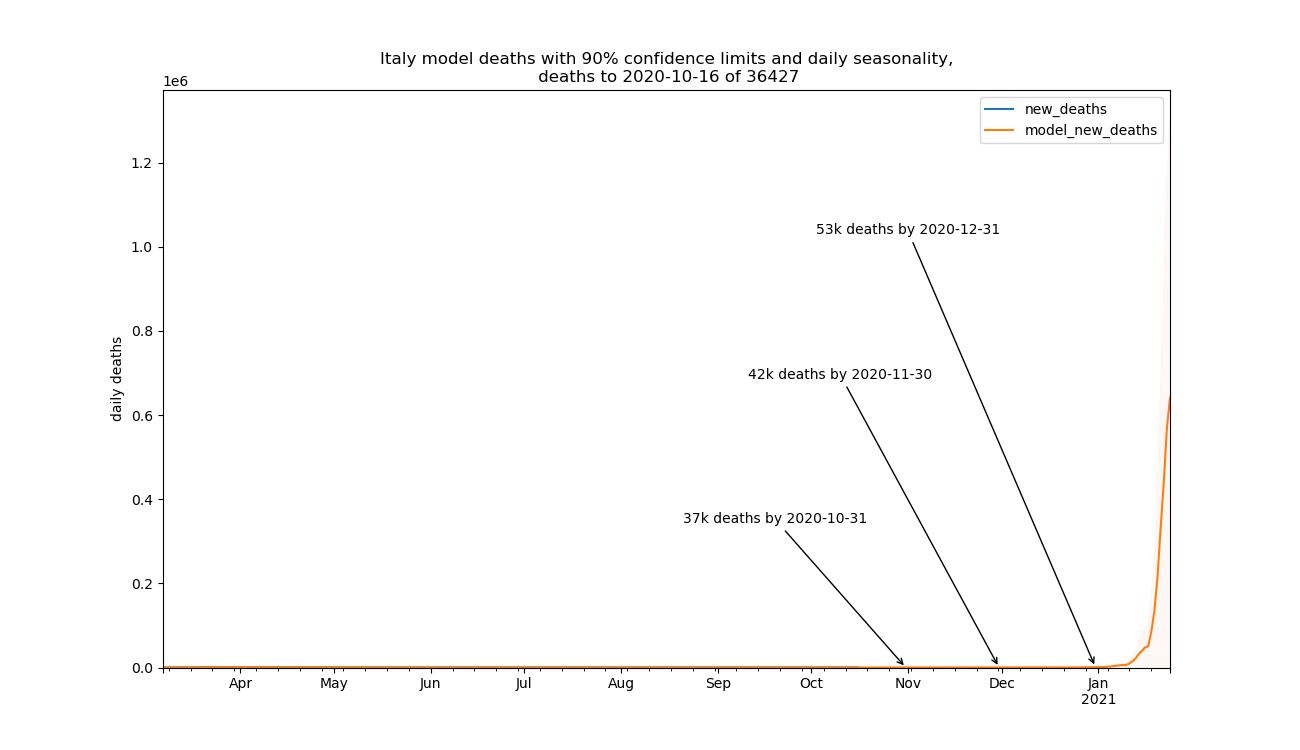 Italy model deaths with 90% confidence limits and daily seasonality,
deaths to 2020-10-16 of 36427
1e6
new_deaths
model_new_deaths
1.2
1.0
0.8
0.6
0.4
0.2
0.0
daily deaths
53k deaths by 2020-12-31
42k deaths by 2020-11-30
37k deaths by 2020-10-31
Apr May Jun Jul Aug Sep Oct Nov Dec Jan
2021